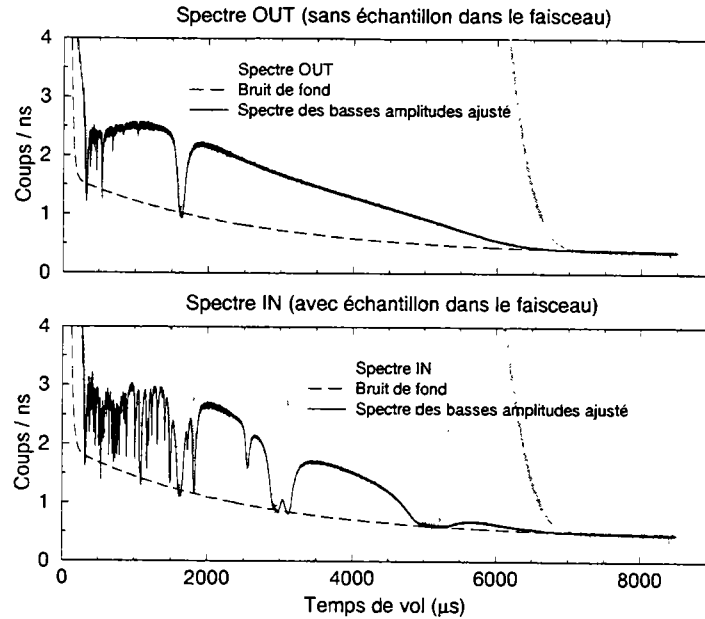 Spectre OUT (sans échantillon dans le faisceau)
4
3
2
1
0
Coups / ns
Spectre OUT
Bruit de fond
Spectre des basses amplitudes ajusté
Spectre IN (avec échantillon dans le faisceau)
4
3
2
1
0
Coups / ns
Spectre IN
Bruit de fond
Spectre des basses amplitudes ajusté
0 2000 4000 6000 8000
Temps de vol (μs)